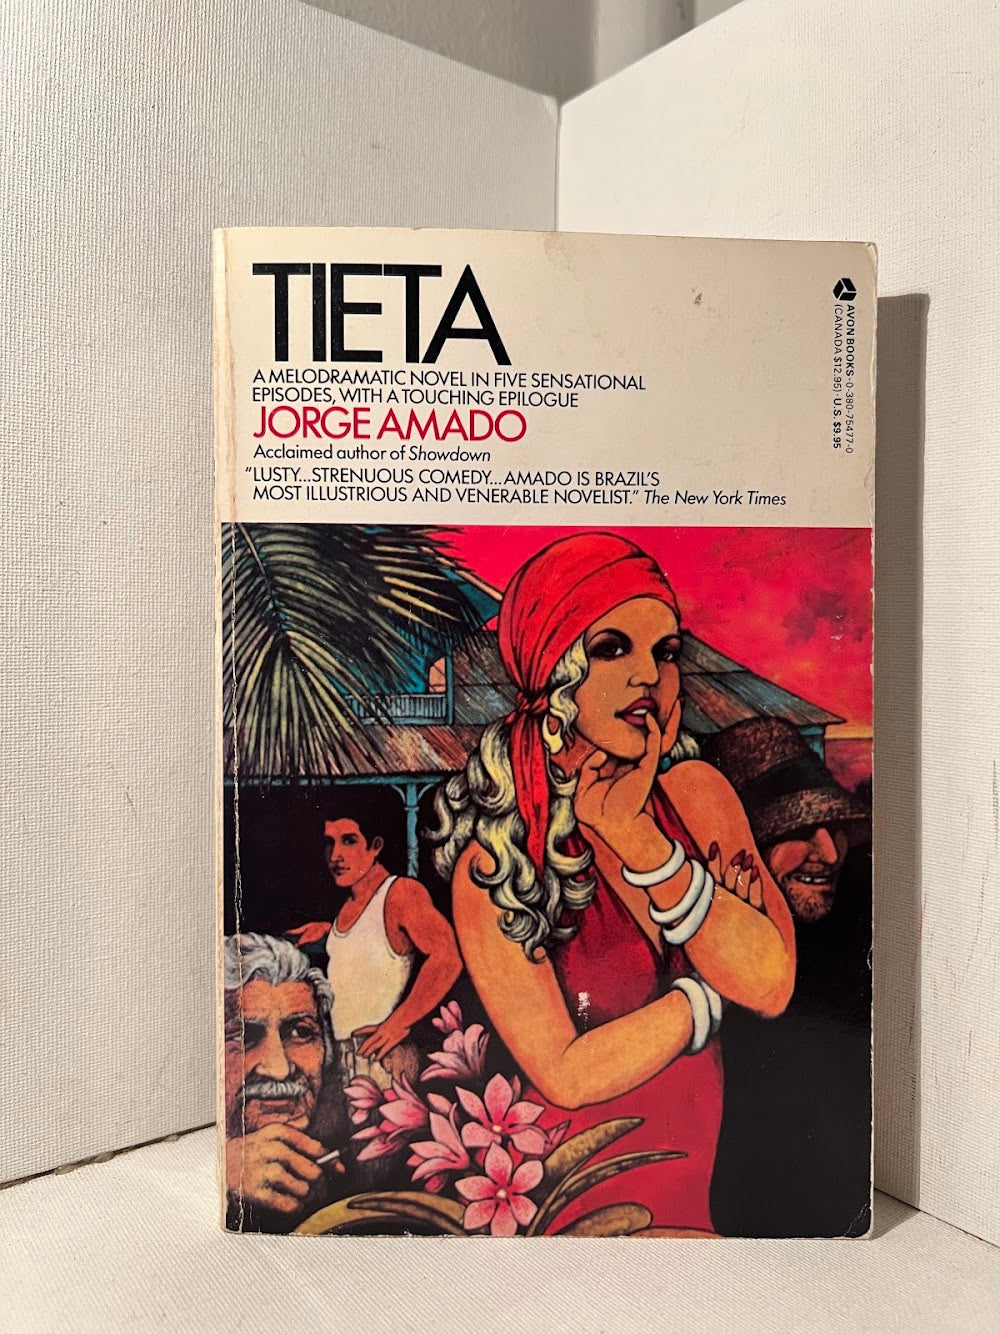 TIETA
A MELODRAMATIC NOVEL IN FIVE SENSATIONAL
EPISODES, WITH A TOUCHING EPILOGUE
JORGE AMADO
Acclaimed author of Showdown
"LUSTY...STRENUOUS COMEDY...AMADO IS BRAZIL'S
MOST ILLUSTRIOUS AND VENERABLE NOVELIST." The New York Times
AVON BOOKS · 0-380-75477-0
(CANADA $12.95) · U.S. $9.95